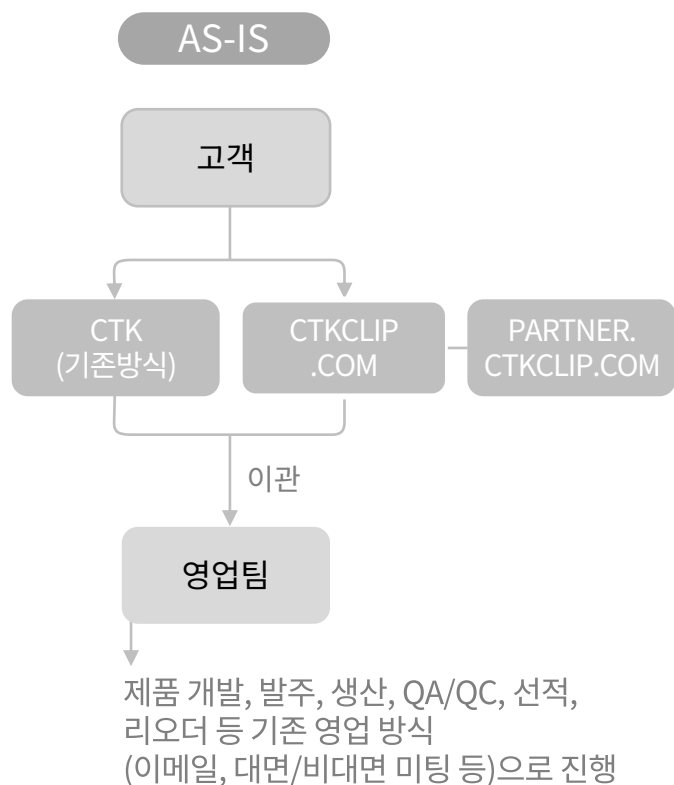 AS-IS
고객
CTK
(기존방식)
CTKCLIP
.COM
PARTNER.
CTKCLIP.COM
이관
영업팀
제품 개발, 발주, 생산, QA/QC, 선적,
리오더 등 기존 영업 방식
(이메일, 대면/비대면 미팅 등)으로 진행